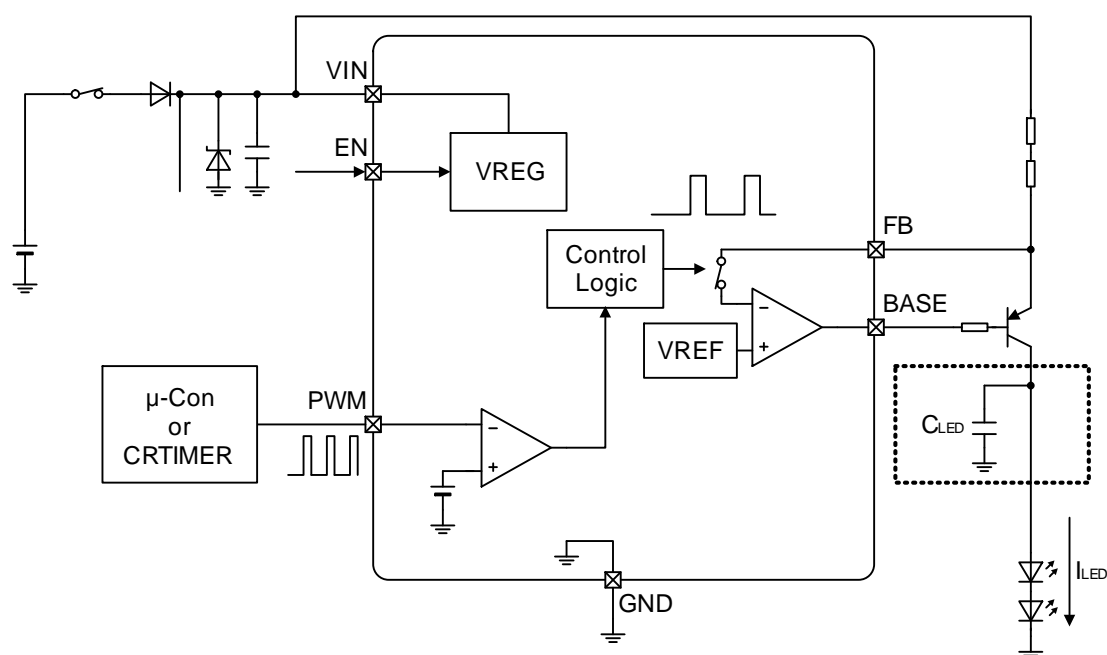 VIN
EN
VREG
FB
Control
Logic
BASE
−
+
VREF
μ-Con
or
CRTIMER
PWM
−
+
CLED
ILED
GND